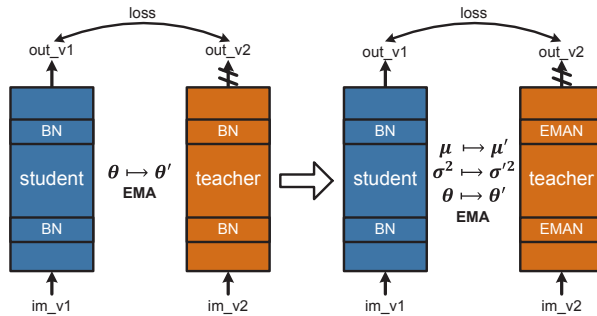 loss
out_v1 out_v2
BN BN
student θ ↦ θ′ teacher
EMA
BN BN
im_v1 im_v2
loss
out_v1 out_v2
BN μ ↦ μ′ EMAN
student σ² ↦ σ′² teacher
θ ↦ θ′
EMA
BN EMAN
im_v1 im_v2